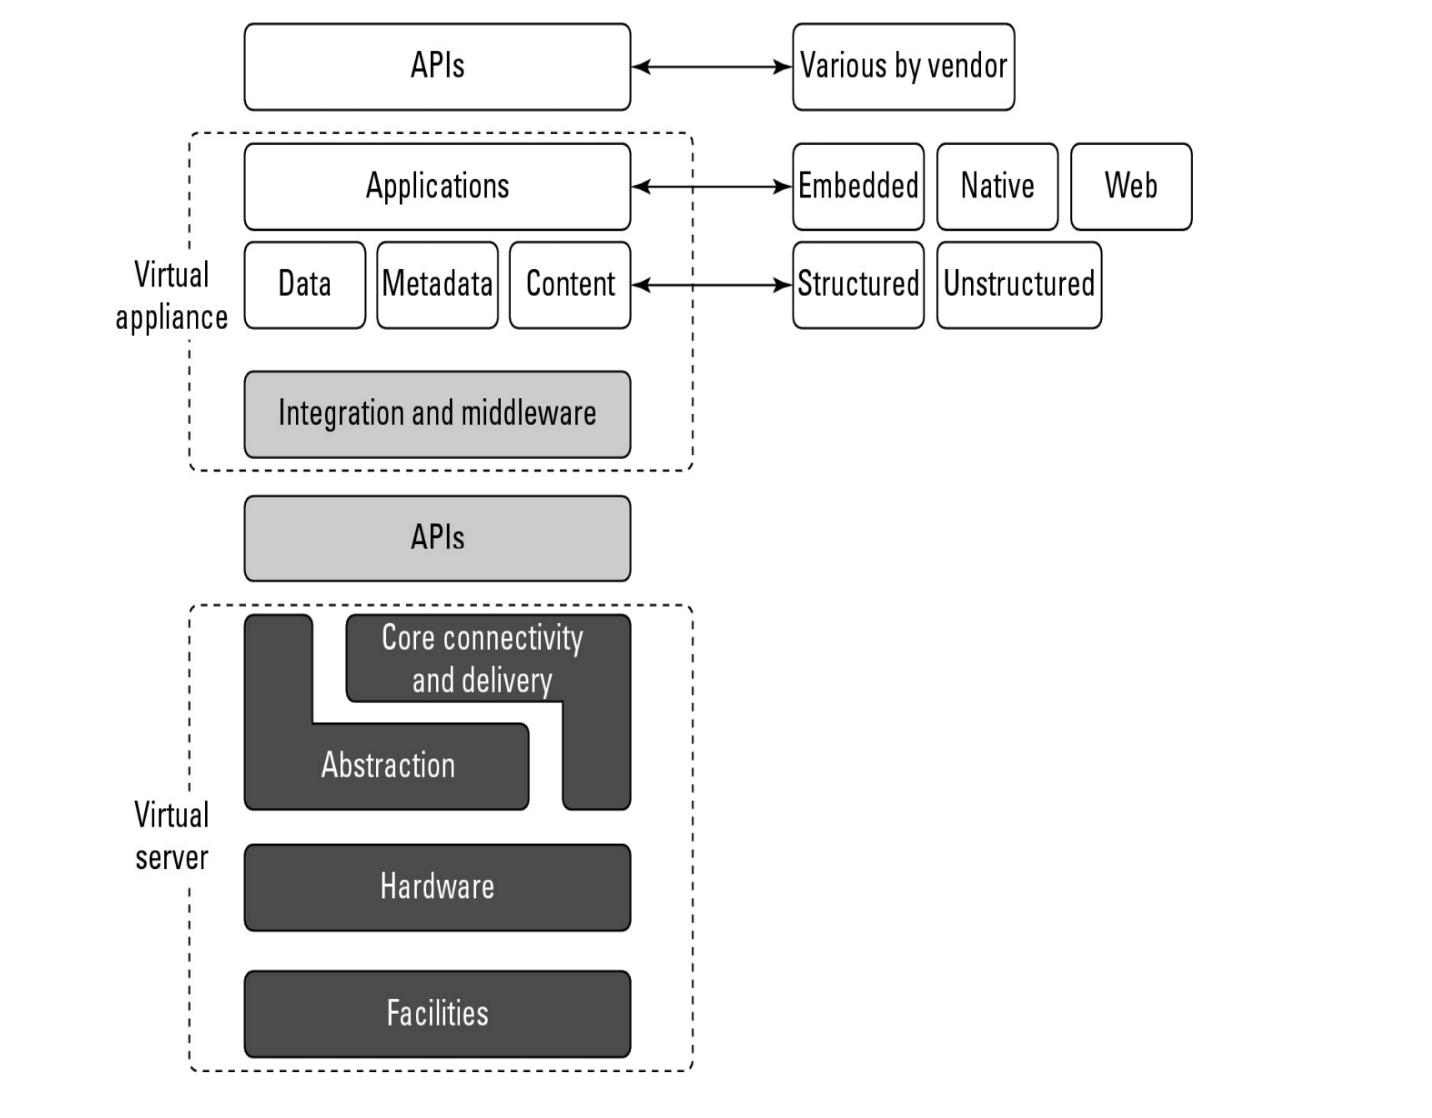 APIs
Various by vendor
Applications
Embedded
Native
Web
Virtual
appliance
Data
Metadata
Content
Structured
Unstructured
Integration and middleware
APIs
Core connectivity
and delivery
Abstraction
Virtual
server
Hardware
Facilities